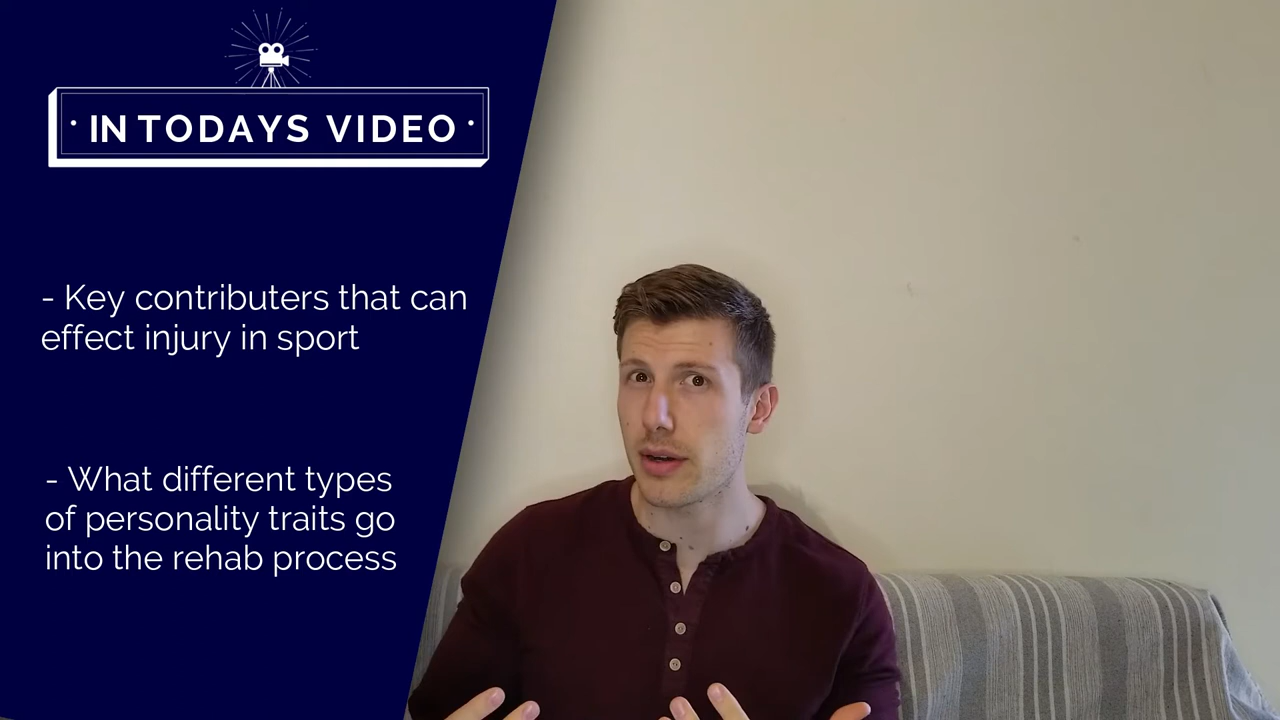 · IN TODAYS VIDEO ·
- Key contributers that can
effect injury in sport
- What different types
of personality traits go
into the rehab process